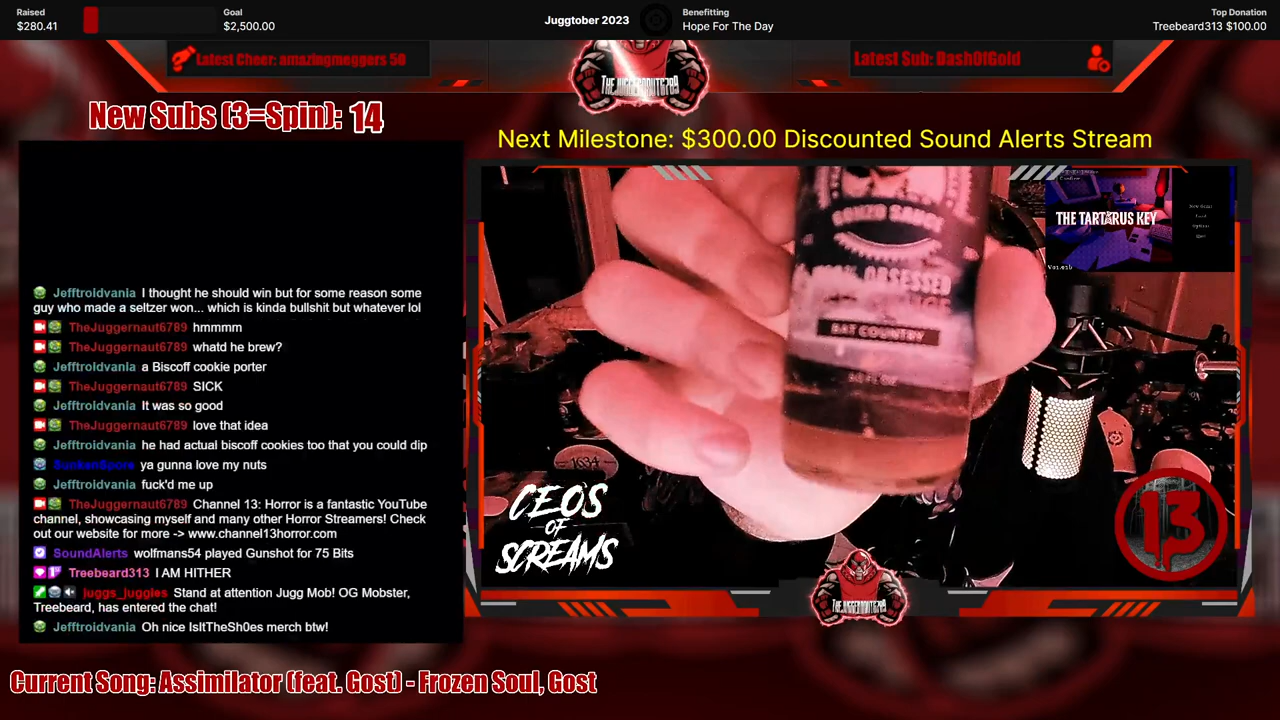 Raised
$280.41
Goal
$2,500.00
Juggtober 2023
Benefitting
Hope For The Day
Top Donation
Treebeard313 $100.00
Latest Cheer: amazingmeggers 50
THEJUGGERNAUT6789
Latest Sub: DashOfGold
New Subs (3=Spin): 14
Next Milestone: $300.00 Discounted Sound Alerts Stream
Jefftroidvania I thought he should win but for some reason some
guy who made a seltzer won... which is kinda bullshit but whatever lol
TheJuggernaut6789 hmmmm
TheJuggernaut6789 whatd he brew?
Jefftroidvania a Biscoff cookie porter
TheJuggernaut6789 SICK
Jefftroidvania It was so good
TheJuggernaut6789 love that idea
Jefftroidvania he had actual biscoff cookies too that you could dip
SunkenSpore ya gunna love my nuts
Jefftroidvania fuck'd me up
TheJuggernaut6789 Channel 13: Horror is a fantastic YouTube
channel, showcasing myself and many other Horror Streamers! Check
out our website for more -> www.channel13horror.com
SoundAlerts wolfmans54 played Gunshot for 75 Bits
Treebeard313 I AM HITHER
juggs_juggles Stand at attention Jugg Mob! OG Mobster,
Treebeard, has entered the chat!
Jefftroidvania Oh nice IsItTheSh0es merch btw!
THE TARTARUS KEY
OBSESSED
BAT COUNTRY
1634
CEOS
OF
SCREAMS
13
THEJUGGERNAUT6789
Current Song: Assimilator (feat. Gost) - Frozen Soul, Gost